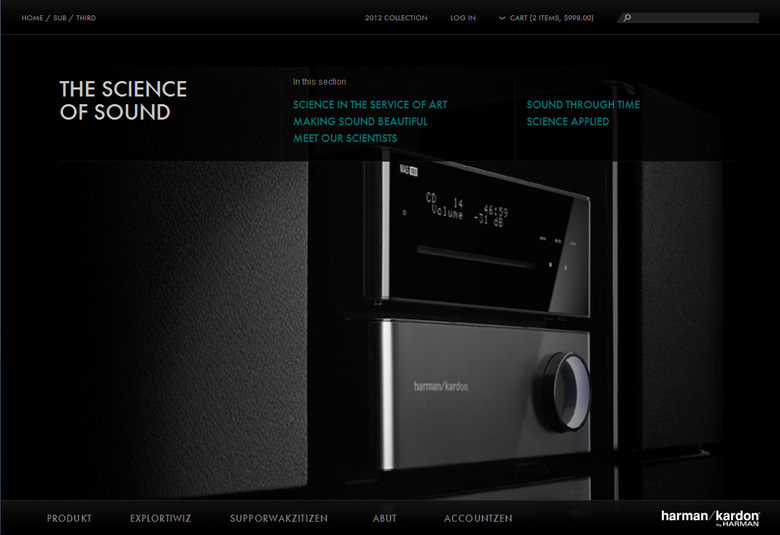 HOME / SUB / THIRD
2012 COLLECTION
LOG IN
CART (2 ITEMS, $998.00)
THE SCIENCE
OF SOUND
In this section
SCIENCE IN THE SERVICE OF ART
MAKING SOUND BEAUTIFUL
MEET OUR SCIENTISTS
SOUND THROUGH TIME
SCIENCE APPLIED
CD 14 46:59
Volume -31 dB
harman/kardon
PRODUKT
EXPLORTIWIZ
SUPPORWAKZITIZEN
ABUT
ACCOUNTZEN
harman/kardon
by HARMAN